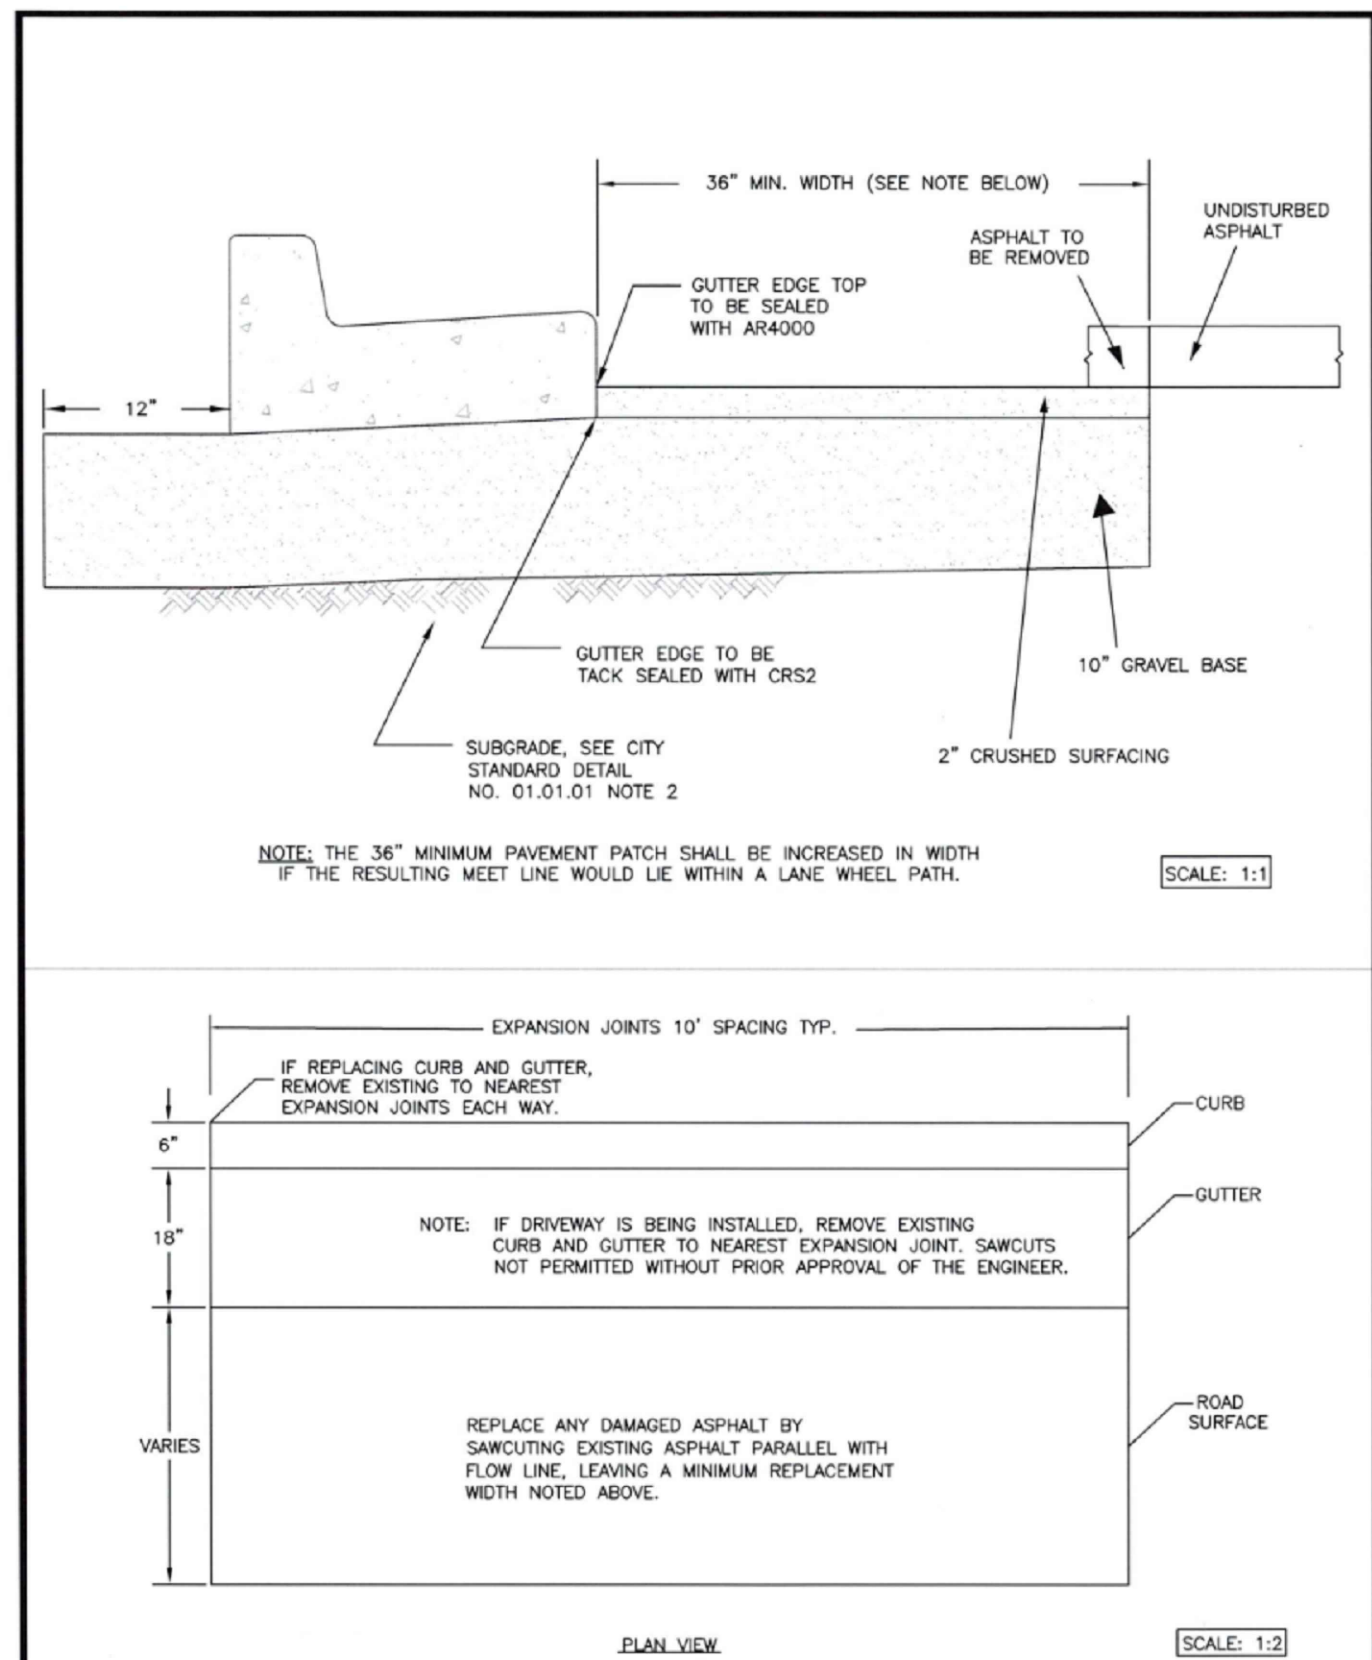 36" MIN. WIDTH (SEE NOTE BELOW)
UNDISTURBED
ASPHALT
ASPHALT TO
BE REMOVED
GUTTER EDGE TOP
TO BE SEALED
WITH AR4000
12"
GUTTER EDGE TO BE
TACK SEALED WITH CRS2
10" GRAVEL BASE
SUBGRADE, SEE CITY
STANDARD DETAIL
NO. 01.01.01 NOTE 2
2" CRUSHED SURFACING
NOTE: THE 36" MINIMUM PAVEMENT PATCH SHALL BE INCREASED IN WIDTH
IF THE RESULTING MEET LINE WOULD LIE WITHIN A LANE WHEEL PATH.
SCALE: 1:1
EXPANSION JOINTS 10' SPACING TYP.
IF REPLACING CURB AND GUTTER,
REMOVE EXISTING TO NEAREST
EXPANSION JOINTS EACH WAY.
CURB
6"
GUTTER
18"
NOTE: IF DRIVEWAY IS BEING INSTALLED, REMOVE EXISTING
CURB AND GUTTER TO NEAREST EXPANSION JOINT. SAWCUTS
NOT PERMITTED WITHOUT PRIOR APPROVAL OF THE ENGINEER.
ROAD
SURFACE
VARIES
REPLACE ANY DAMAGED ASPHALT BY
SAWCUTING EXISTING ASPHALT PARALLEL WITH
FLOW LINE, LEAVING A MINIMUM REPLACEMENT
WIDTH NOTED ABOVE.
PLAN VIEW
SCALE: 1:2